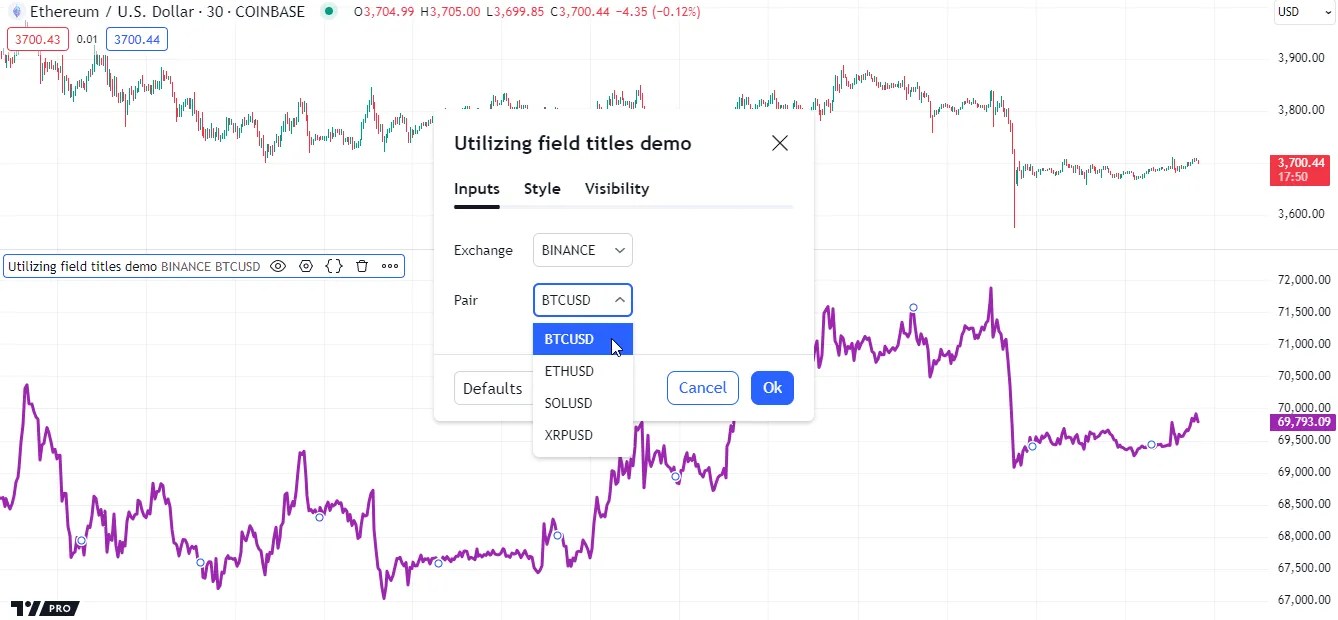 Ethereum / U.S. Dollar · 30 · COINBASE O3,704.99 H3,705.00 L3,699.85 C3,700.44 −4.35 (−0.12%) USD
3700.43 0.01 3700.44
3,900.00
3,800.00
3,700.44
17:50
3,600.00
Utilizing field titles demo
Inputs Style Visibility
Exchange BINANCE
Pair BTCUSD
BTCUSD
ETHUSD
SOLUSD
XRPUSD
Defaults Cancel Ok
Utilizing field titles demo BINANCE BTCUSD
72,000.00
71,500.00
71,000.00
70,500.00
70,000.00
69,793.09
69,500.00
69,000.00
68,500.00
68,000.00
67,500.00
67,000.00
PRO